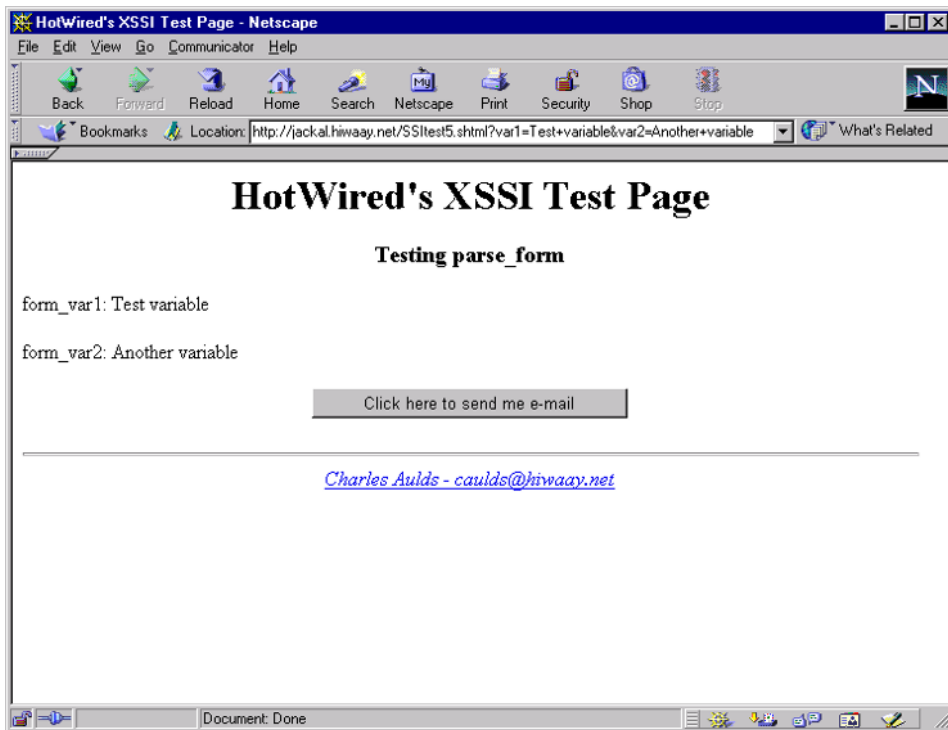 HotWired's XSSI Test Page - Netscape
File Edit View Go Communicator Help
Back Forward Reload Home Search Netscape Print Security Shop Stop
My
N
Bookmarks Location: http://jackal.hiwaay.net/SSItest5.shtml?var1=Test+variable&var2=Another+variable What's Related
HotWired's XSSI Test Page
Testing parse_form
form_var1: Test variable
form_var2: Another variable
Click here to send me e-mail
Charles Aulds - caulds@hiwaay.net
Document: Done